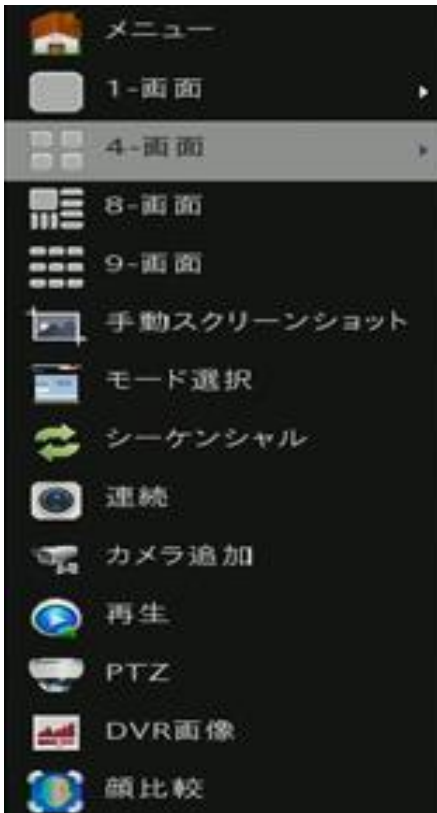 メニュー
1-画面
4-画面
8-画面
9-画面
手動スクリーンショット
モード選択
シーケンシャル
連続
カメラ追加
再生
PTZ
DVR画像
顔比較